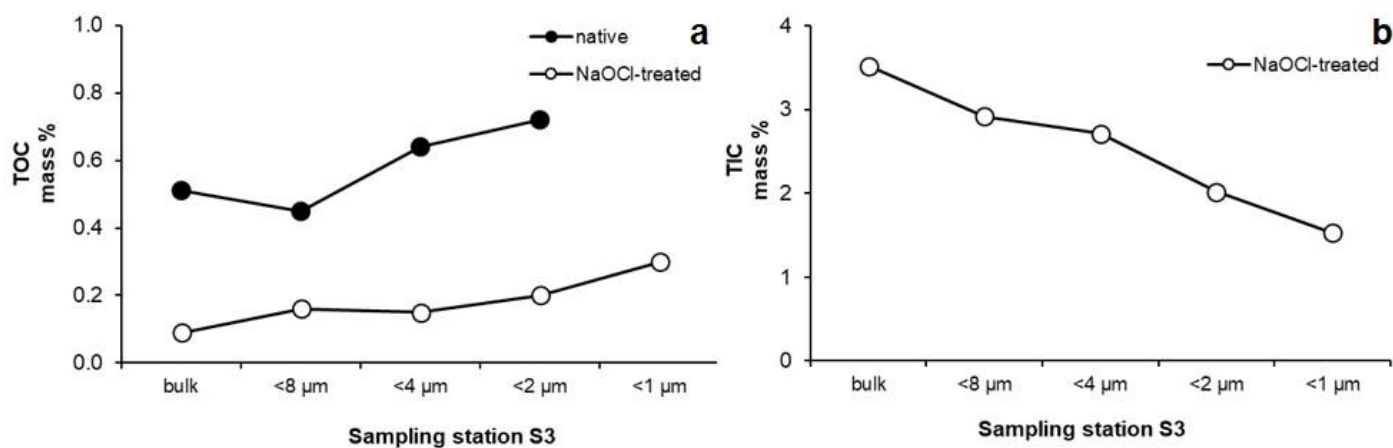 a
native
NaOCl-treated
TOC
mass %
1.0
0.8
0.6
0.4
0.2
0.0
bulk <8 µm <4 µm <2 µm <1 µm
Sampling station S3
b
NaOCl-treated
TIC
mass %
4
3
2
1
0
bulk <8 µm <4 µm <2 µm <1 µm
Sampling station S3